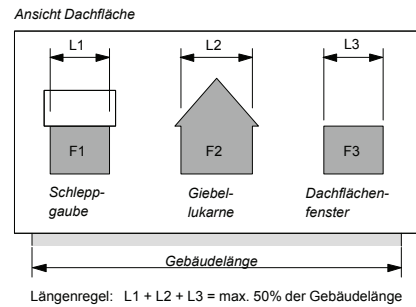 Ansicht Dachfläche
L1 L2 L3
F1 F2 F3
Schlepp-
gaube
Giebel-
lukarne
Dachflächen-
fenster
Gebäudelänge
Längenregel: L1 + L2 + L3 = max. 50% der Gebäudelänge